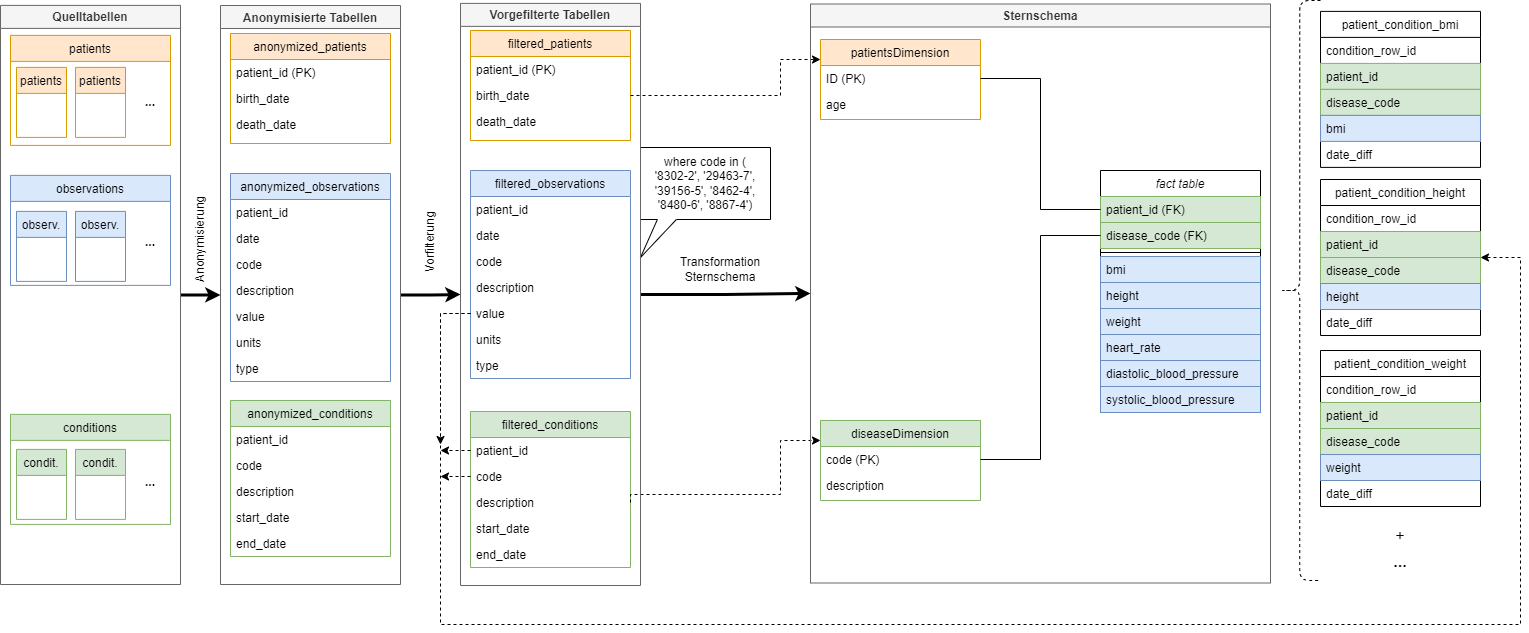 Quelltabellen
patients
patients
patients
...
observations
observ.
observ.
...
conditions
condit.
condit.
...
Anonymisierung
Anonymisierte Tabellen
anonymized_patients
patient_id (PK)
birth_date
death_date
anonymized_observations
patient_id
date
code
description
value
units
type
anonymized_conditions
patient_id
code
description
start_date
end_date
Vorfilterung
Vorgefilterte Tabellen
filtered_patients
patient_id (PK)
birth_date
death_date
filtered_observations
patient_id
date
code
description
value
units
type
filtered_conditions
patient_id
code
description
start_date
end_date
where code in (
'8302-2', '29463-7',
'39156-5', '8462-4',
'8480-6', '8867-4')
Transformation
Sternschema
Sternschema
patientsDimension
ID (PK)
age
diseaseDimension
code (PK)
description
fact table
patient_id (FK)
disease_code (FK)
bmi
height
weight
heart_rate
diastolic_blood_pressure
systolic_blood_pressure
patient_condition_bmi
condition_row_id
patient_id
disease_code
bmi
date_diff
patient_condition_height
condition_row_id
patient_id
disease_code
height
date_diff
patient_condition_weight
condition_row_id
patient_id
disease_code
weight
date_diff
+
...